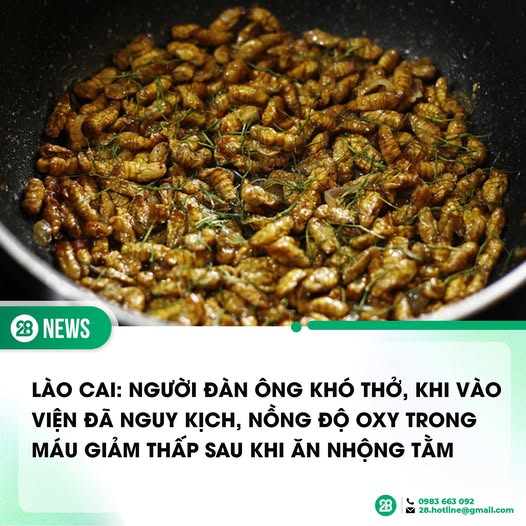 28 NEWS
LÀO CAI: NGƯỜI ĐÀN ÔNG KHÓ THỞ, KHI VÀO
VIỆN ĐÃ NGUY KỊCH, NỒNG ĐỘ OXY TRONG
MÁU GIẢM THẤP SAU KHI ĂN NHỘNG TẰM
28
0983 663 092
28.hotline@gmail.com